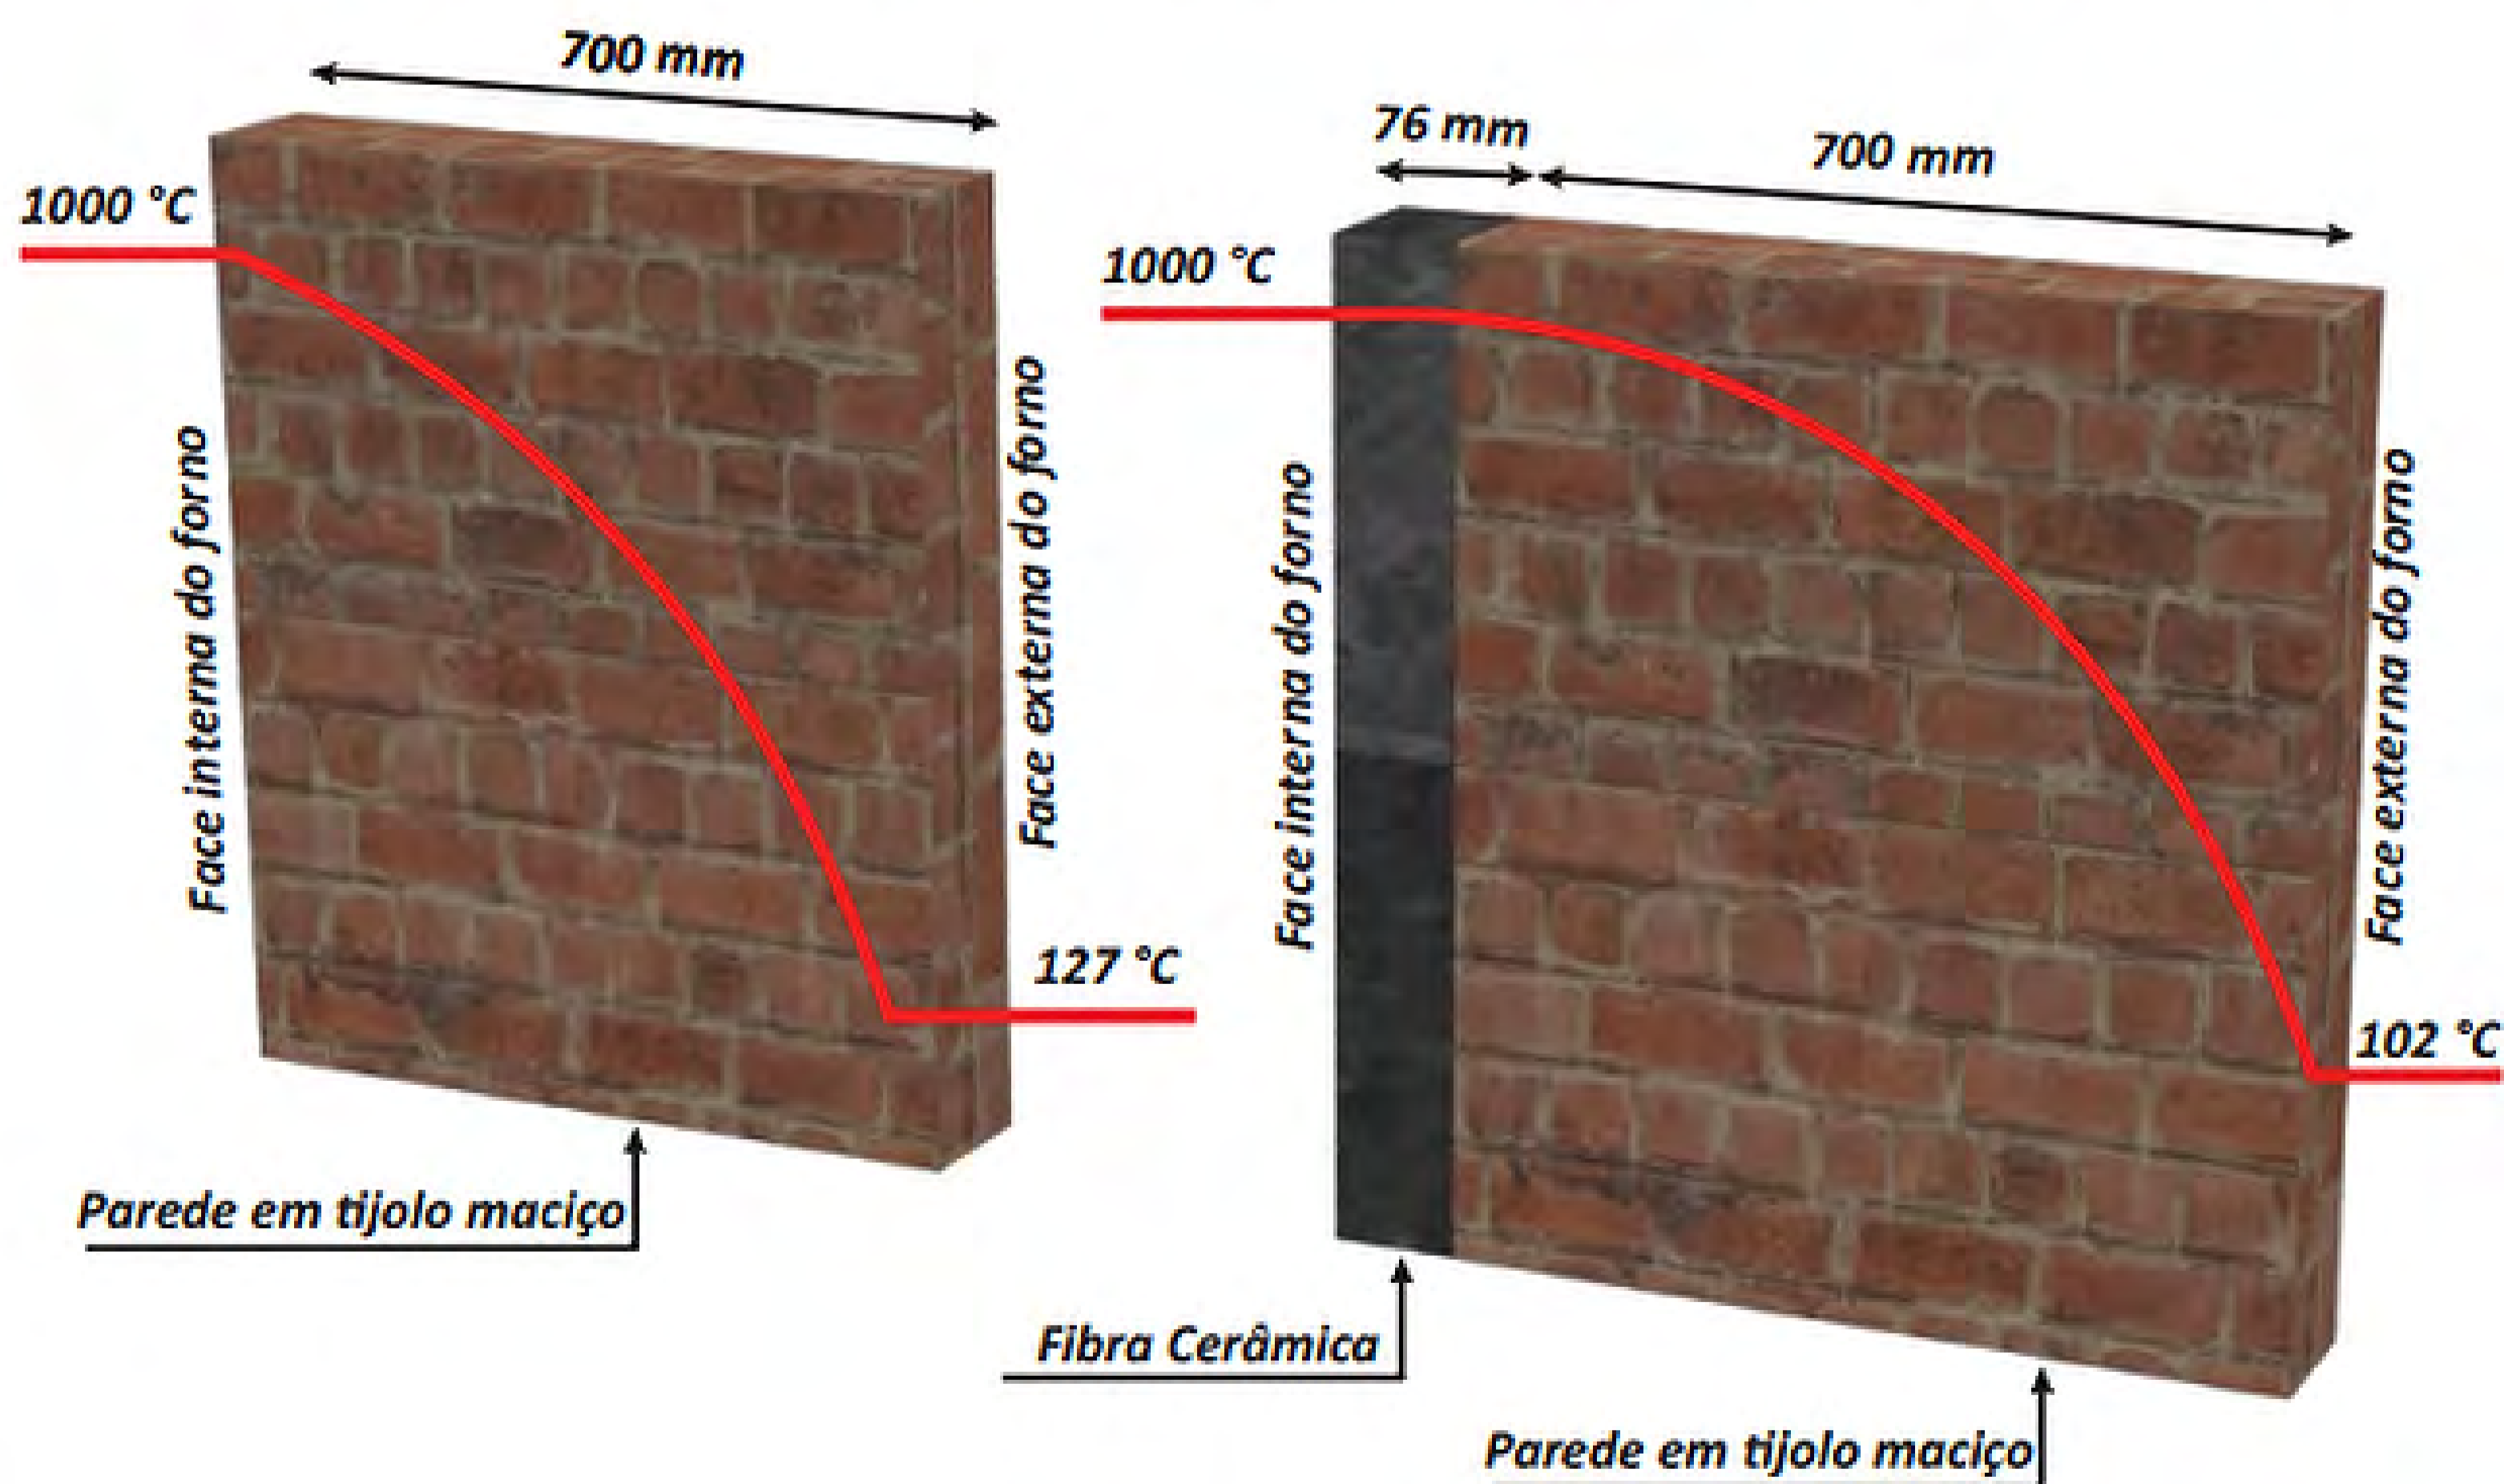 700 mm
1000 °C
Face interna do forno
Face externa do forno
127 °C
Parede em tijolo maciço
76 mm
700 mm
1000 °C
Face interna do forno
Face externa do forno
102 °C
Fibra Cerâmica
Parede em tijolo maciço